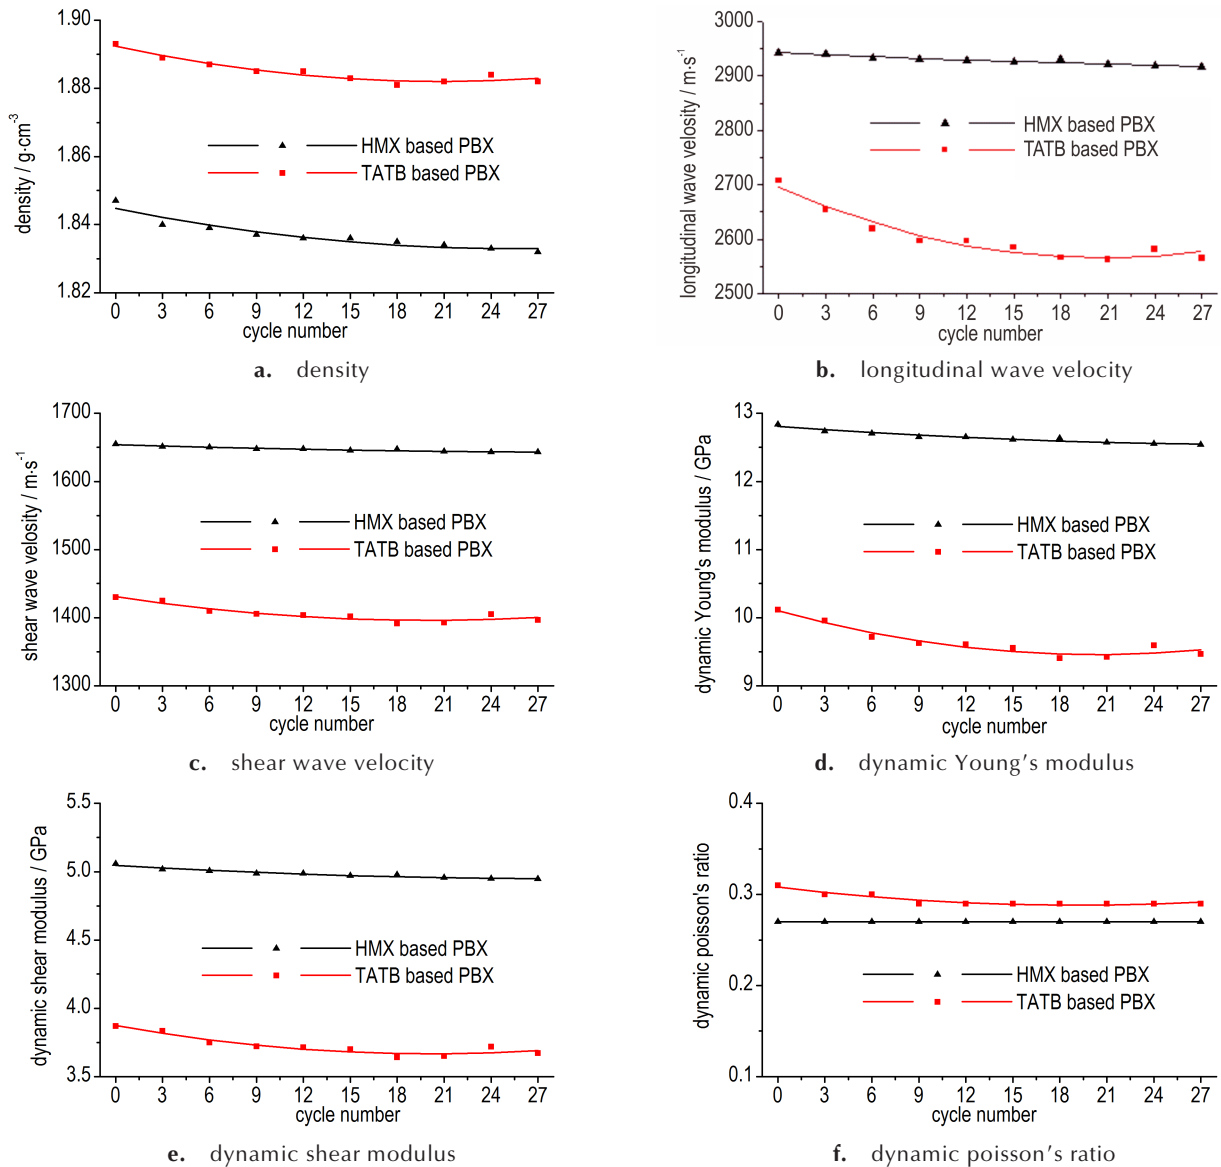 1.90
1.88
1.86
1.84
1.82
density / g·cm-3
HMX based PBX
TATB based PBX
0 3 6 9 12 15 18 21 24 27
cycle number
a. density
3000
2900
2800
2700
2600
2500
longitudinal wave velosity / m·s-1
HMX based PBX
TATB based PBX
0 3 6 9 12 15 18 21 24 27
cycle number
b. longitudinal wave velocity
1700
1600
1500
1400
1300
shear wave velosity / m·s-1
HMX based PBX
TATB based PBX
0 3 6 9 12 15 18 21 24 27
cycle number
c. shear wave velocity
13
12
11
10
9
dynamic Young's modulus / GPa
HMX based PBX
TATB based PBX
0 3 6 9 12 15 18 21 24 27
cycle number
d. dynamic Young's modulus
5.5
5.0
4.5
4.0
3.5
dynamic shear modulus / GPa
HMX based PBX
TATB based PBX
0 3 6 9 12 15 18 21 24 27
cycle number
e. dynamic shear modulus
0.4
0.3
0.2
0.1
dynamic poisson's ratio
HMX based PBX
TATB based PBX
0 3 6 9 12 15 18 21 24 27
cycle number
f. dynamic poisson's ratio